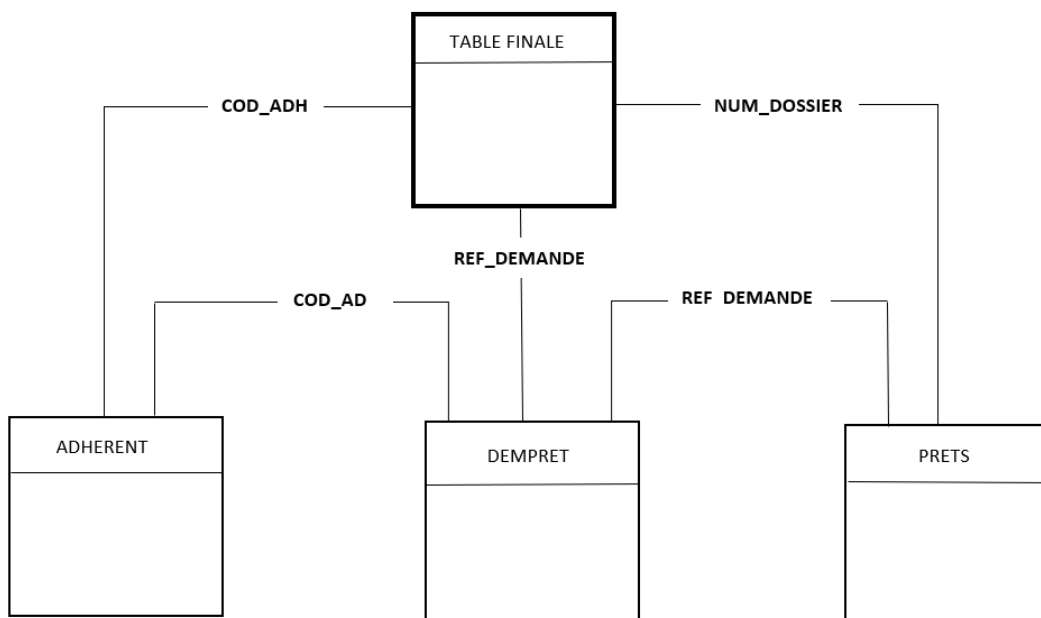 TABLE FINALE
COD_ADH
NUM_DOSSIER
REF_DEMANDE
COD_AD
REF DEMANDE
ADHERENT
DEMPRET
PRETS